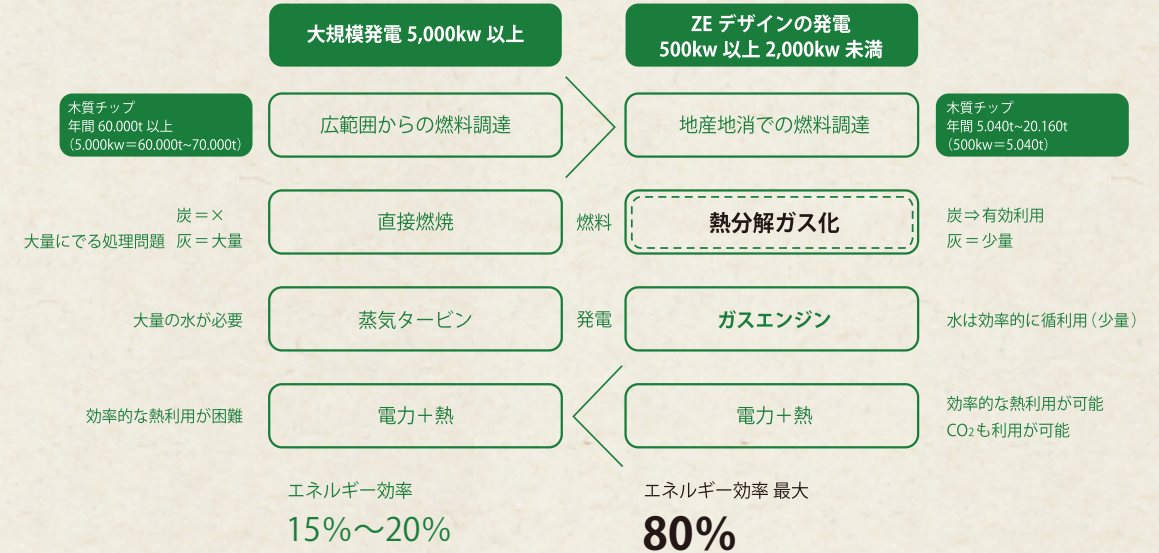 大規模発電 5,000kw 以上
ZE デザインの発電
500kw 以上 2,000kw 未満
木質チップ
年間 60.000t 以上
（5.000kw＝60.000t~70.000t）
広範囲からの燃料調達
地産地消での燃料調達
木質チップ
年間 5.040t~20.160t
（500kw＝5.040t）
炭＝×
大量にでる処理問題 灰＝大量
直接燃焼
燃料
熱分解ガス化
炭⇒有効利用
灰＝少量
大量の水が必要
蒸気タービン
発電
ガスエンジン
水は効率的に循利用（少量）
効率的な熱利用が困難
電力＋熱
電力＋熱
効率的な熱利用が可能
CO₂も利用が可能
エネルギー効率
15%〜20%
エネルギー効率 最大
80%